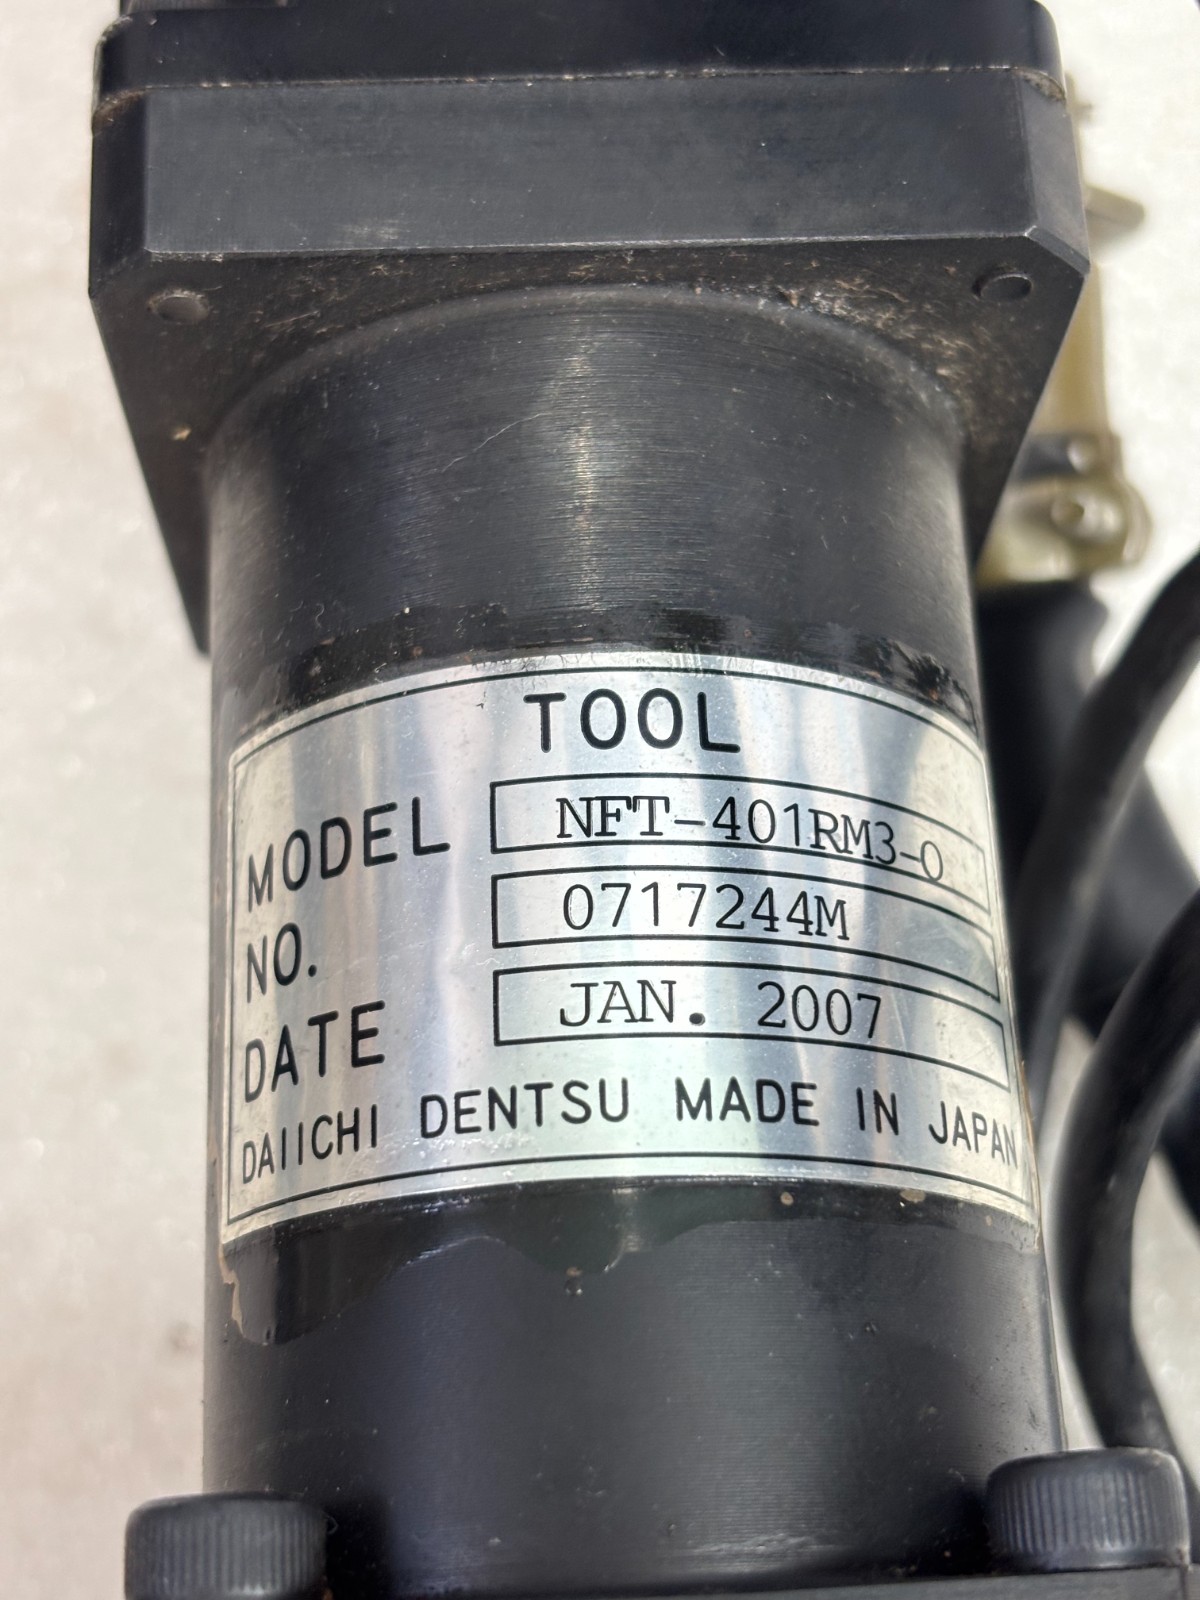 TOOL
MODEL NFT-401RM3-0
NO. 0717244M
DATE JAN. 2007
DAIICHI DENTSU MADE IN JAPAN